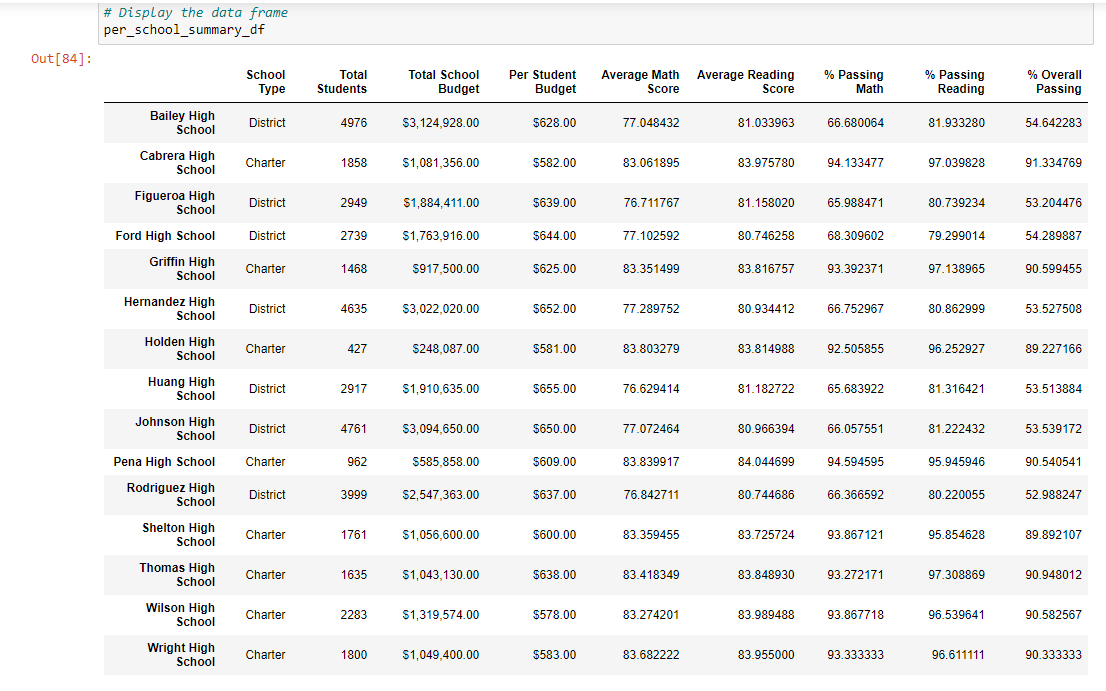 # Display the data frame
per_school_summary_df
Out[84]:
School Type Total Students Total School Budget Per Student Budget Average Math Score Average Reading Score % Passing Math % Passing Reading % Overall Passing
Bailey High School District 4976 $3,124,928.00 $628.00 77.048432 81.033963 66.680064 81.933280 54.642283
Cabrera High School Charter 1858 $1,081,356.00 $582.00 83.061895 83.975780 94.133477 97.039828 91.334769
Figueroa High School District 2949 $1,884,411.00 $639.00 76.711767 81.158020 65.988471 80.739234 53.204476
Ford High School District 2739 $1,763,916.00 $644.00 77.102592 80.746258 68.309602 79.299014 54.289887
Griffin High School Charter 1468 $917,500.00 $625.00 83.351499 83.816757 93.392371 97.138965 90.599455
Hernandez High School District 4635 $3,022,020.00 $652.00 77.289752 80.934412 66.752967 80.862999 53.527508
Holden High School Charter 427 $248,087.00 $581.00 83.803279 83.814988 92.505855 96.252927 89.227166
Huang High School District 2917 $1,910,635.00 $655.00 76.629414 81.182722 65.683922 81.316421 53.513884
Johnson High School District 4761 $3,094,650.00 $650.00 77.072464 80.966394 66.057551 81.222432 53.539172
Pena High School Charter 962 $585,858.00 $609.00 83.839917 84.044699 94.594595 95.945946 90.540541
Rodriguez High School District 3999 $2,547,363.00 $637.00 76.842711 80.744686 66.366592 80.220055 52.988247
Shelton High School Charter 1761 $1,056,600.00 $600.00 83.359455 83.725724 93.867121 95.854628 89.892107
Thomas High School Charter 1635 $1,043,130.00 $638.00 83.418349 83.848930 93.272171 97.308869 90.948012
Wilson High School Charter 2283 $1,319,574.00 $578.00 83.274201 83.989488 93.867718 96.539641 90.582567
Wright High School Charter 1800 $1,049,400.00 $583.00 83.682222 83.955000 93.333333 96.611111 90.333333